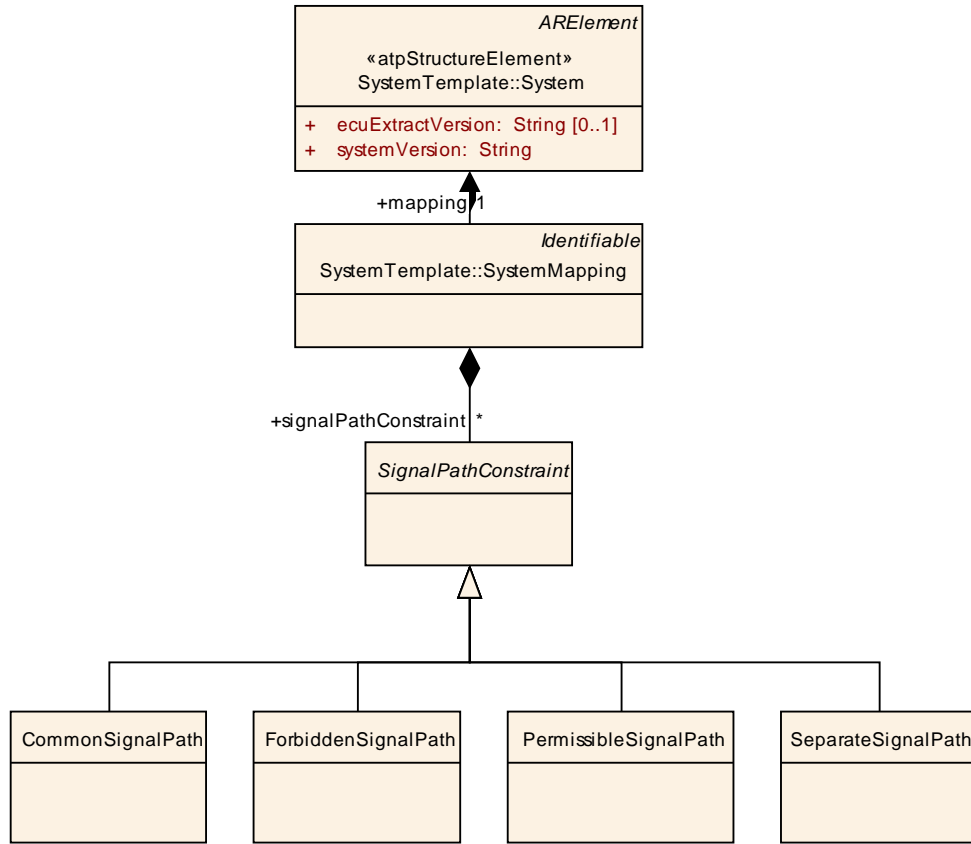 ARElement
«atpStructureElement»
SystemTemplate::System
+ ecuExtractVersion: String [0..1]
+ systemVersion: String
+mapping 1
Identifiable
SystemTemplate::SystemMapping
+signalPathConstraint *
SignalPathConstraint
CommonSignalPath ForbiddenSignalPath PermissibleSignalPath SeparateSignalPath